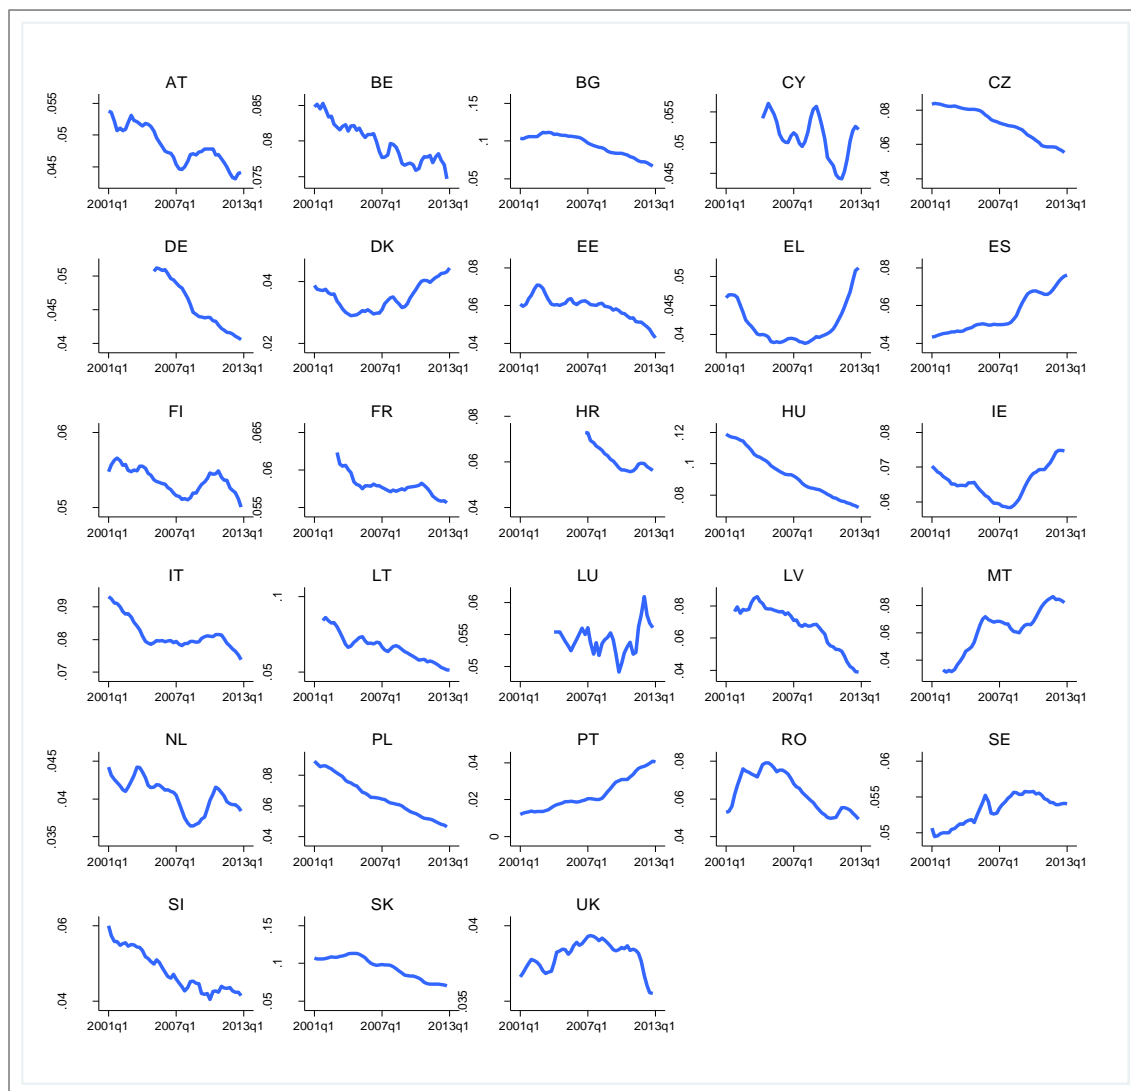 AT BE BG CY CZ
.045 .05 .055 .075 .08 .085 .05 .1 .15 .045 .05 .055 .04 .06 .08
2001q1 2007q1 2013q1 2001q1 2007q1 2013q1 2001q1 2007q1 2013q1 2001q1 2007q1 2013q1 2001q1 2007q1 2013q1
DE DK EE EL ES
.04 .045 .05 .02 .04 .04 .06 .08 .04 .045 .05 .04 .06 .08
2001q1 2007q1 2013q1 2001q1 2007q1 2013q1 2001q1 2007q1 2013q1 2001q1 2007q1 2013q1 2001q1 2007q1 2013q1
FI FR HR HU IE
.05 .06 .055 .06 .065 .04 .06 .08 .08 .1 .12 .06 .07 .08
2001q1 2007q1 2013q1 2001q1 2007q1 2013q1 2001q1 2007q1 2013q1 2001q1 2007q1 2013q1 2001q1 2007q1 2013q1
IT LT LU LV MT
.07 .08 .09 .05 .1 .05 .055 .06 .04 .06 .08 .04 .06 .08
2001q1 2007q1 2013q1 2001q1 2007q1 2013q1 2001q1 2007q1 2013q1 2001q1 2007q1 2013q1 2001q1 2007q1 2013q1
NL PL PT RO SE
.035 .04 .045 .04 .06 .08 0 .02 .04 .04 .06 .08 .05 .055 .06
2001q1 2007q1 2013q1 2001q1 2007q1 2013q1 2001q1 2007q1 2013q1 2001q1 2007q1 2013q1 2001q1 2007q1 2013q1
SI SK UK
.04 .06 .05 .1 .15 .035 .04
2001q1 2007q1 2013q1 2001q1 2007q1 2013q1 2001q1 2007q1 2013q1